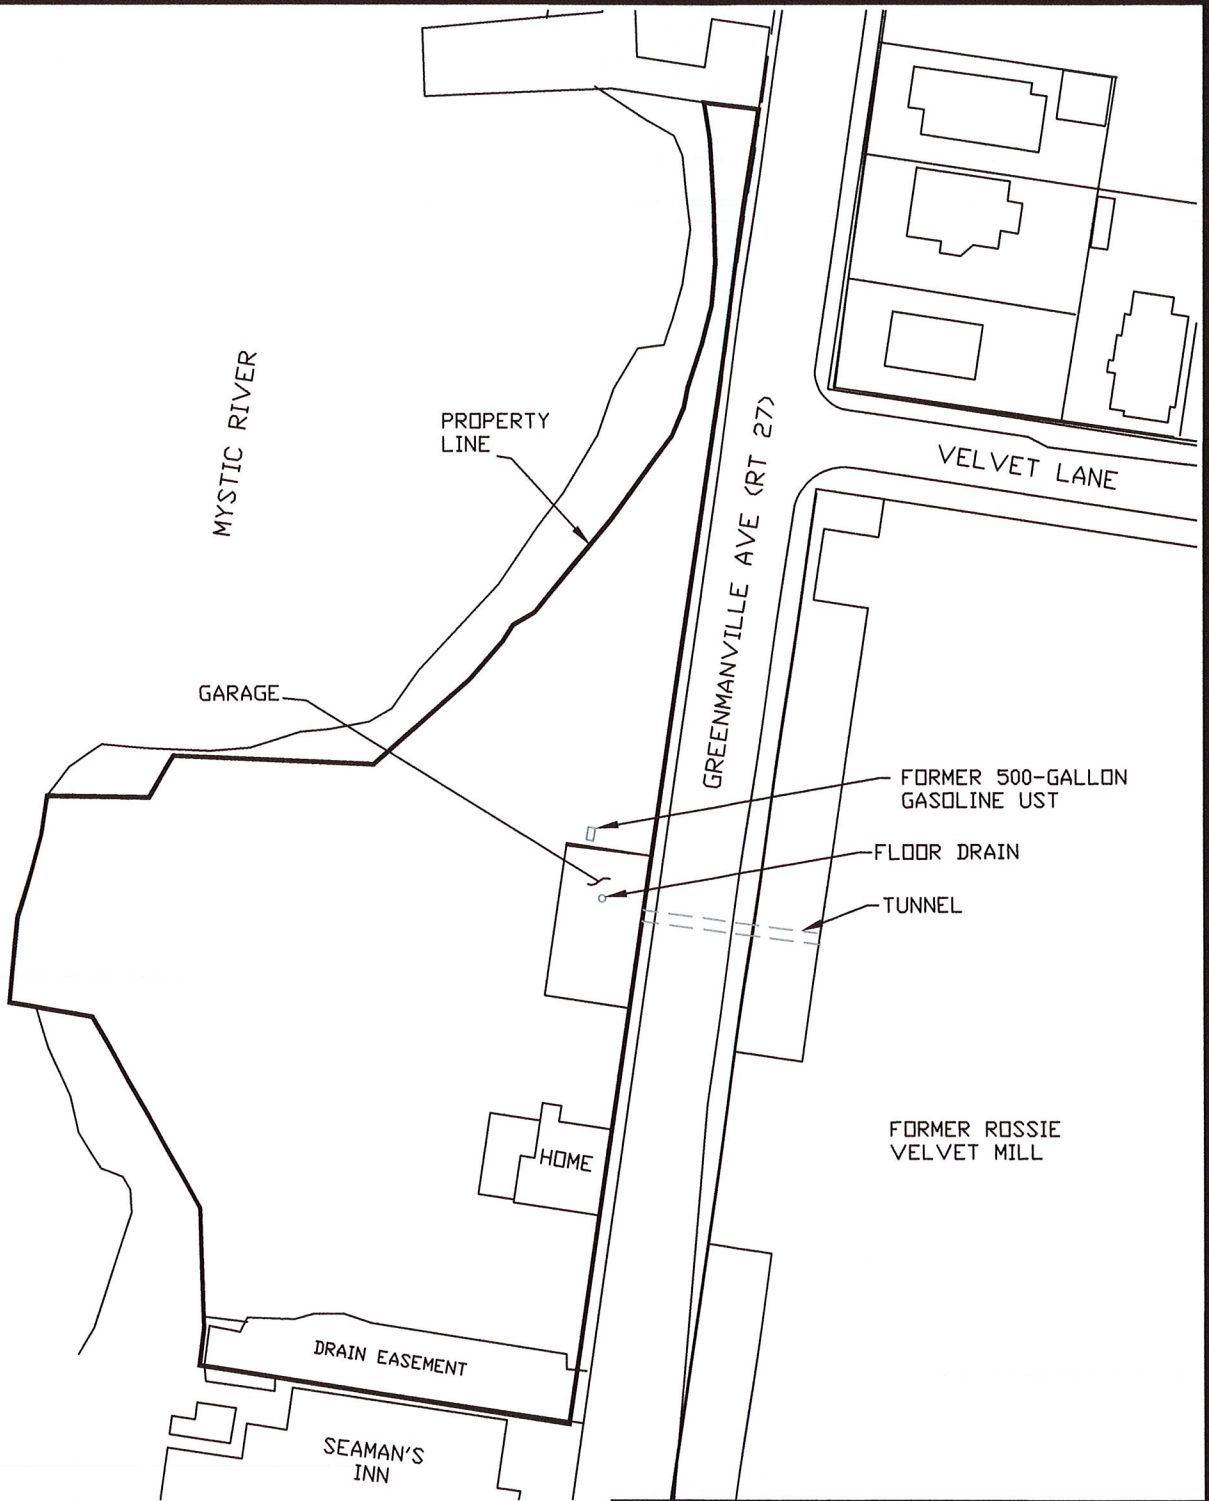 MYSTIC RIVER
PROPERTY
LINE
GREENMANVILLE AVE (RT 27)
VELVET LANE
GARAGE
FORMER 500-GALLON
GASOLINE UST
FLOOR DRAIN
TUNNEL
HOME
FORMER ROSSIE
VELVET MILL
DRAIN EASEMENT
SEAMAN'S
INN